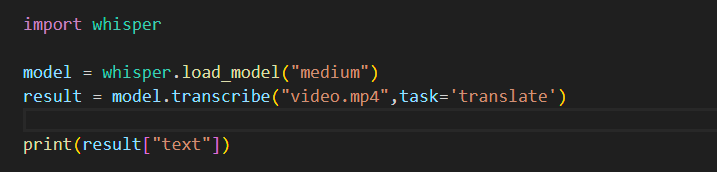 import whisper
model = whisper.load_model("medium")
result = model.transcribe("video.mp4",task='translate')
print(result["text"])